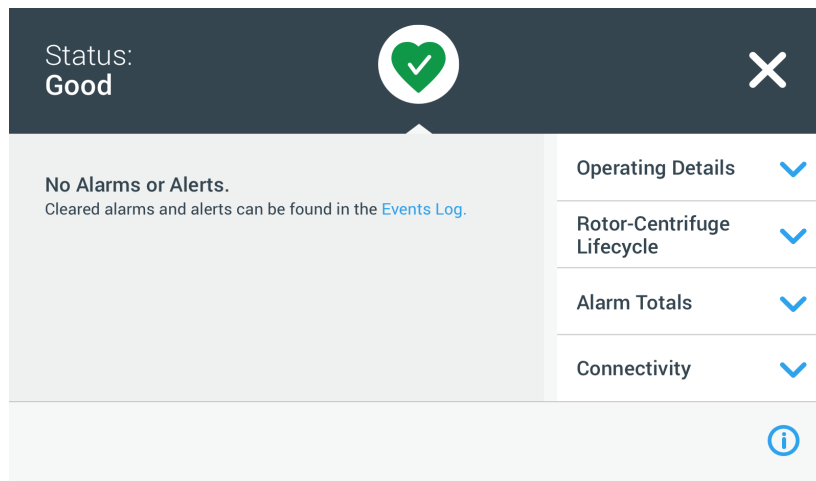 Status:
Good
No Alarms or Alerts.
Cleared alarms and alerts can be found in the Events Log.
Operating Details
Rotor-Centrifuge
Lifecycle
Alarm Totals
Connectivity